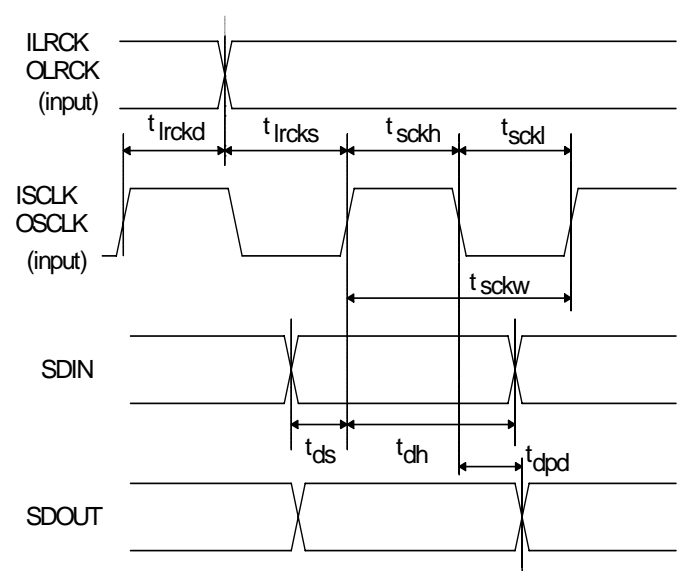 ILRCK
OLRCK
(input)
t lrckd
t lrcks
t sckh
t sckl
ISCLK
OSCLK
(input)
t sckw
SDIN
t ds
t dh
t dpd
SDOUT